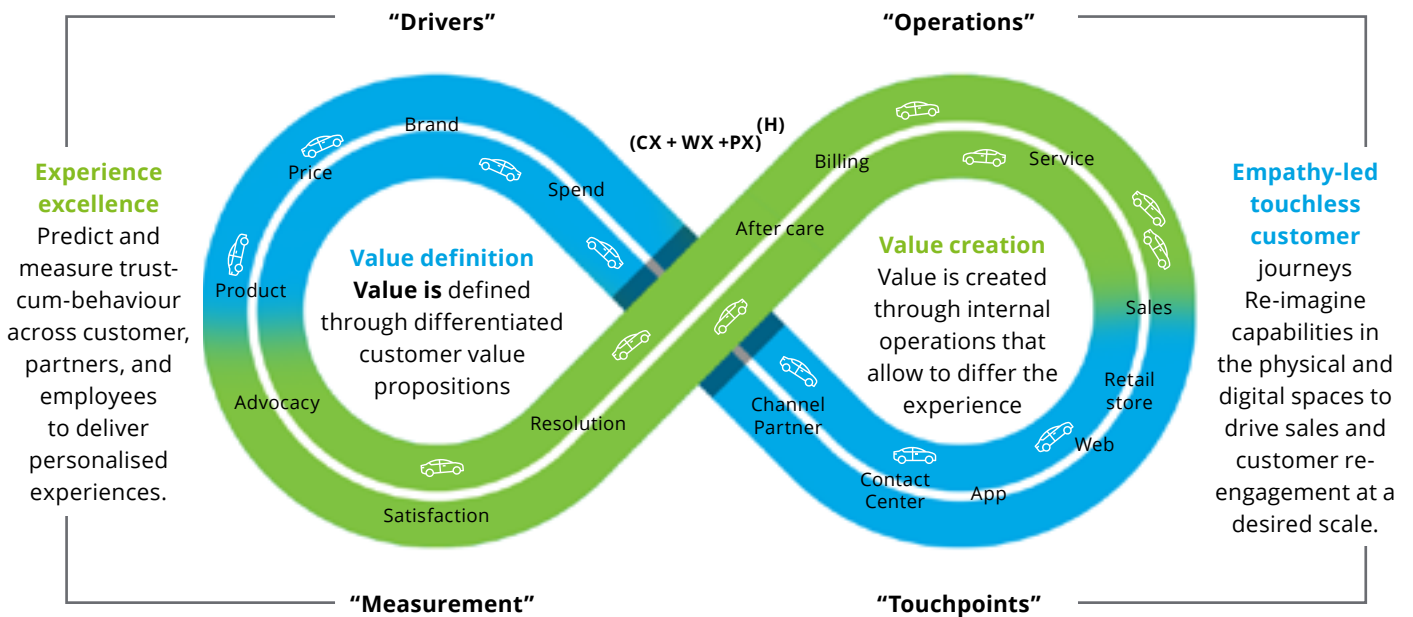 “Drivers”
“Operations”
Experience
excellence
Predict and
measure trust-
cum-behaviour
across customer,
partners, and
employees
to deliver
personalised
experiences.
Brand
Price
Spend
Product
Value definition
Value is defined
through differentiated
customer value
propositions
Advocacy
Satisfaction
Resolution
(CX + WX +PX)(H)
After care
Billing
Service
Sales
Value creation
Value is created
through internal
operations that
allow to differ the
experience
Retail
store
Web
App
Contact
Center
Channel
Partner
Empathy-led
touchless
customer
journeys
Re-imagine
capabilities in
the physical and
digital spaces to
drive sales and
customer re-
engagement at a
desired scale.
“Measurement”
“Touchpoints”